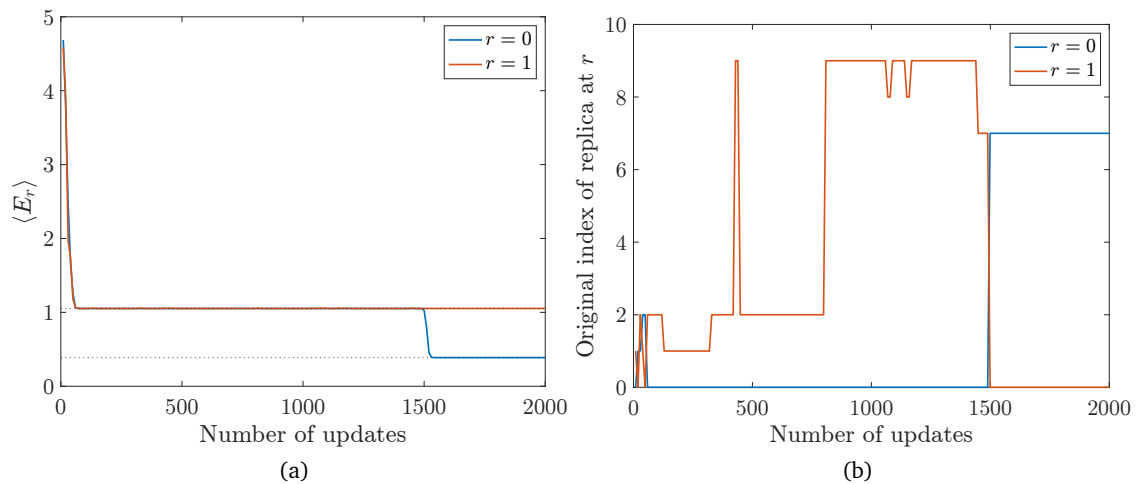 5
4
3
2
1
0
⟨E_r⟩
0
500
1000
1500
2000
Number of updates
r = 0
r = 1
(a)
10
8
6
4
2
0
Original index of replica at r
0
500
1000
1500
2000
Number of updates
r = 0
r = 1
(b)